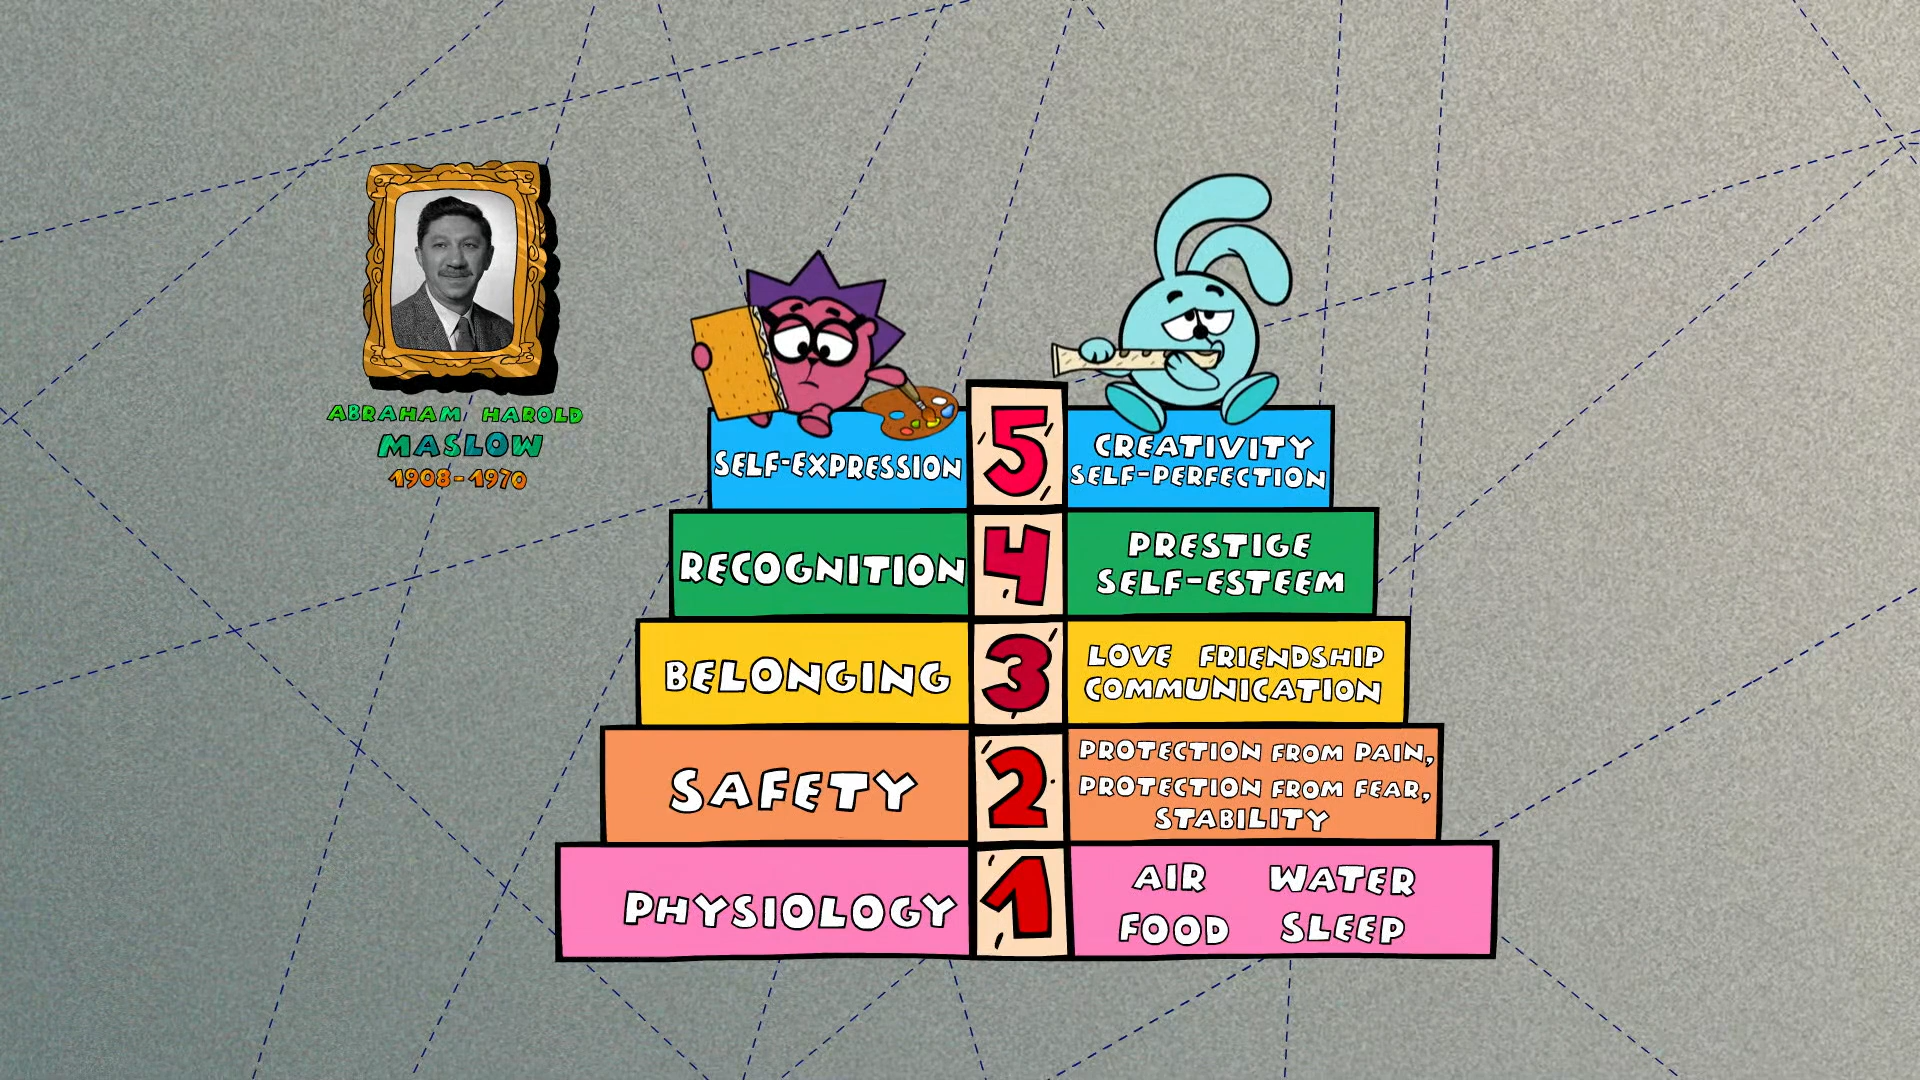 ABRAHAM HAROLD
MASLOW
1908-1970
SELF-EXPRESSION
5
CREATIVITY
SELF-PERFECTION
RECOGNITION
4
PRESTIGE
SELF-ESTEEM
BELONGING
3
LOVE FRIENDSHIP
COMMUNICATION
SAFETY
2
PROTECTION FROM PAIN,
PROTECTION FROM FEAR,
STABILITY
PHYSIOLOGY
1
AIR WATER
FOOD SLEEP